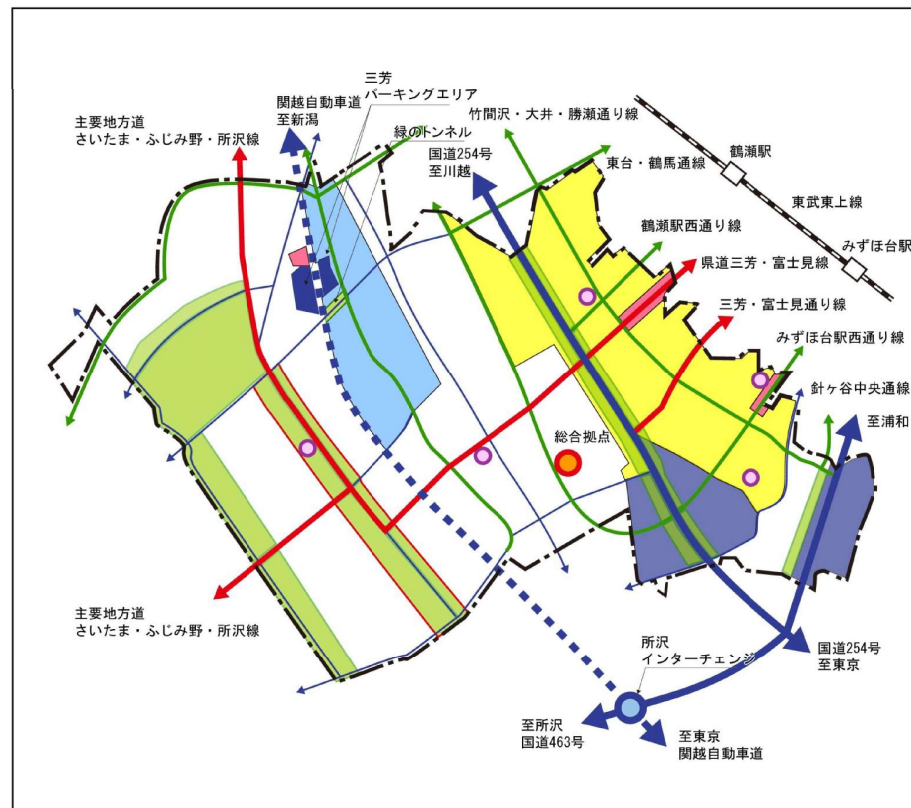 三芳
パーキングエリア
関越自動車道
至新潟
緑のトンネル
主要地方道
さいたま・ふじみ野・所沢線
竹間沢・大井・勝瀬通り線
国道254号
至川越
東台・鶴馬通線
鶴瀬駅
東武東上線
みずほ台駅
鶴瀬駅西通り線
県道三芳・富士見線
三芳・富士見通り線
みずほ台駅西通り線
針ヶ谷中央通線
至浦和
総合拠点
主要地方道
さいたま・ふじみ野・所沢線
所沢
インターチェンジ
国道254号
至東京
至所沢
国道463号
至東京
関越自動車道